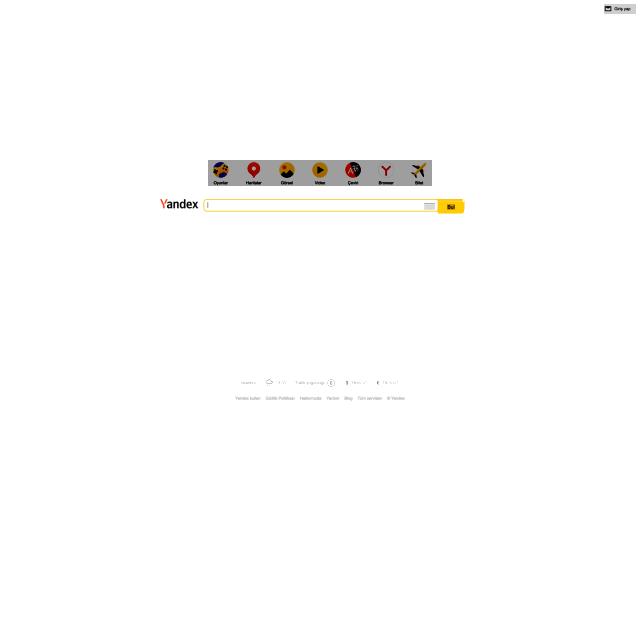 Giriş yap
Oyunlar Haritalar Görsel Video Çeviri Browser Bilet
Yandex Bul
Yandex kullan Gizlilik Politikası Hakkımızda Yardım Blog Tüm servisleri © Yandex